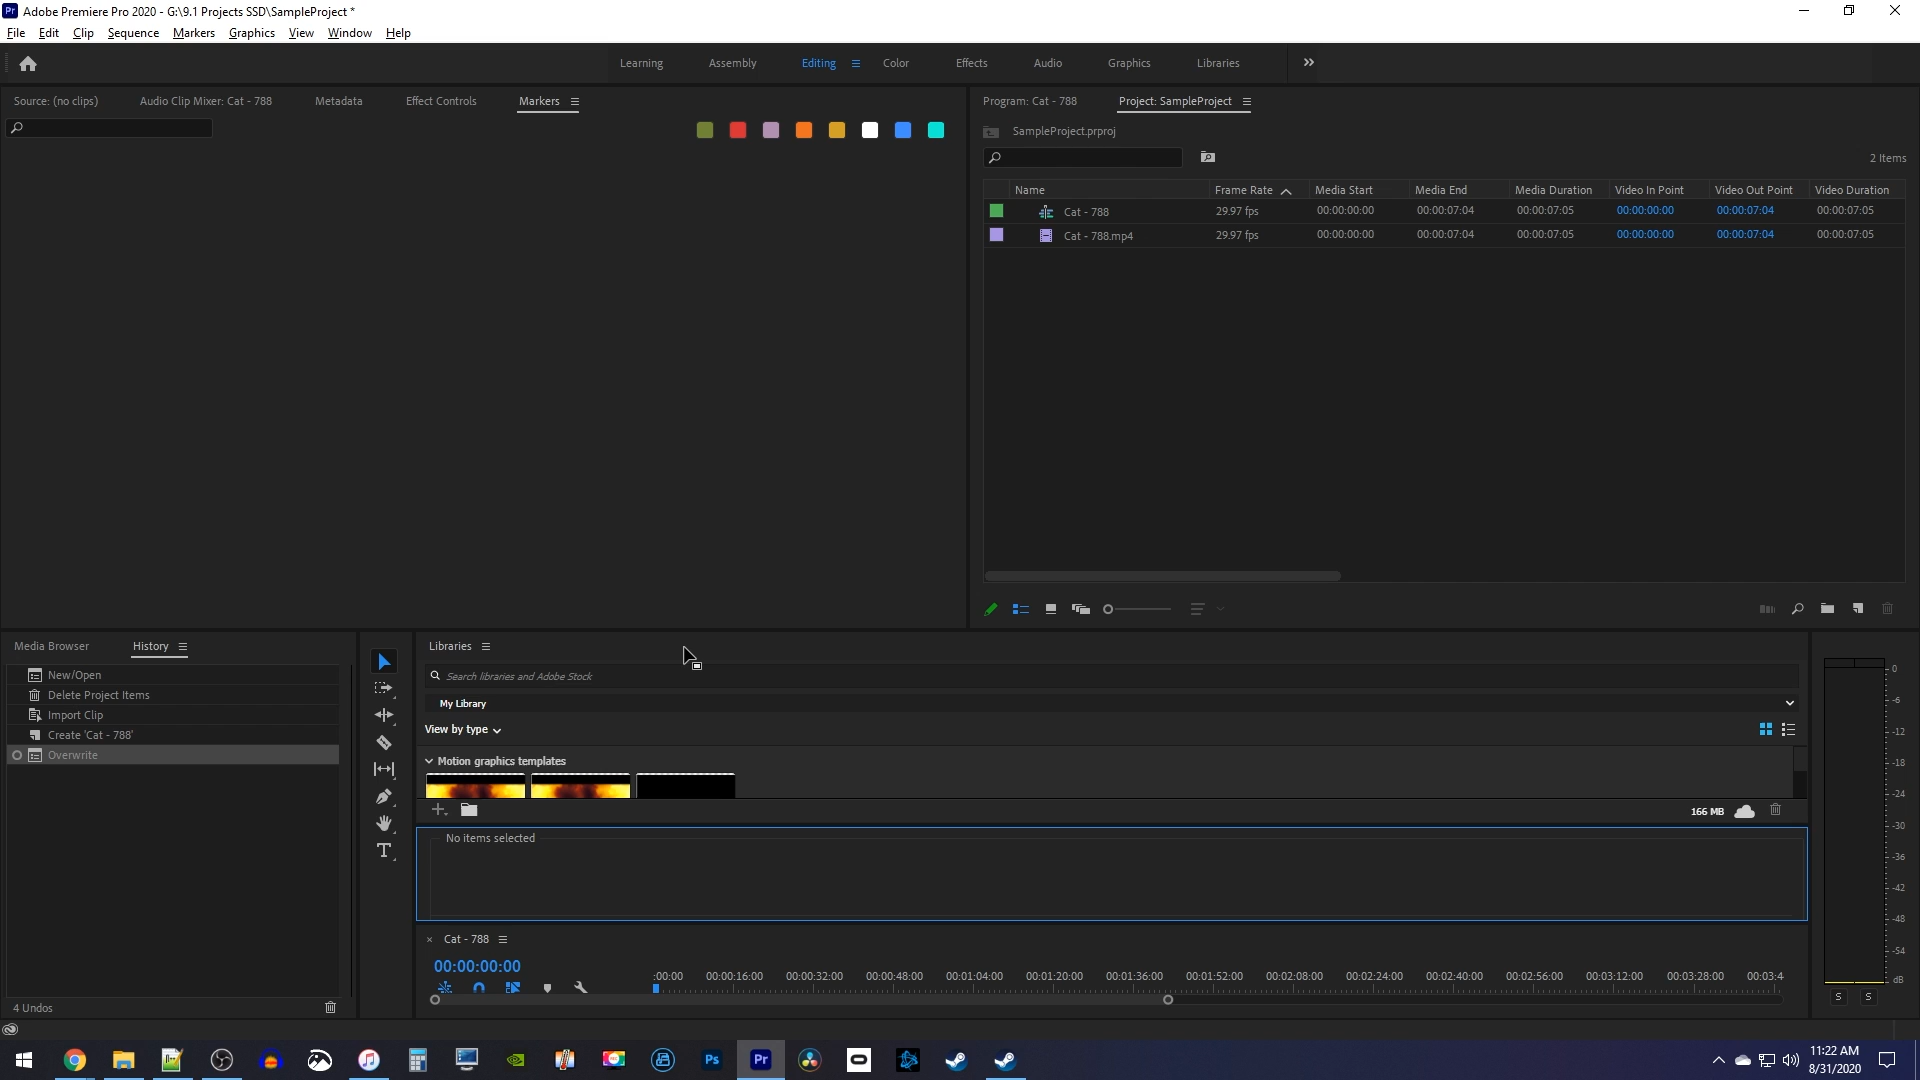 Adobe Premiere Pro 2020 - G:\9.1 Projects SSD\SampleProject *
File Edit Clip Sequence Markers Graphics View Window Help
Learning Assembly Editing Color Effects Audio Graphics Libraries
Source: (no clips) Audio Clip Mixer: Cat - 788 Metadata Effect Controls Markers
Program: Cat - 788 Project: SampleProject
SampleProject.prproj
2 Items
Name Frame Rate Media Start Media End Media Duration Video In Point Video Out Point Video Duration
Cat - 788 29.97 fps 00:00:00:00 00:00:07:04 00:00:07:05 00:00:00:00 00:00:07:04 00:00:07:05
Cat - 788.mp4 29.97 fps 00:00:00:00 00:00:07:04 00:00:07:05 00:00:00:00 00:00:07:04 00:00:07:05
Media Browser History
New/Open
Delete Project Items
Import Clip
Create 'Cat - 788'
Overwrite
4 Undos
Libraries
Search libraries and Adobe Stock
My Library
View by type
Motion graphics templates
166 MB
No items selected
Cat - 788
00:00:00:00
:00:00 00:00:16:00 00:00:32:00 00:00:48:00 00:01:04:00 00:01:20:00 00:01:36:00 00:01:52:00 00:02:08:00 00:02:24:00 00:02:40:00 00:02:56:00 00:03:12:00 00:03:28:00 00:03:4
0
-6
-12
-18
-24
-30
-36
-42
-48
-54
dB
S S
Ps Pr
11:22 AM
8/31/2020